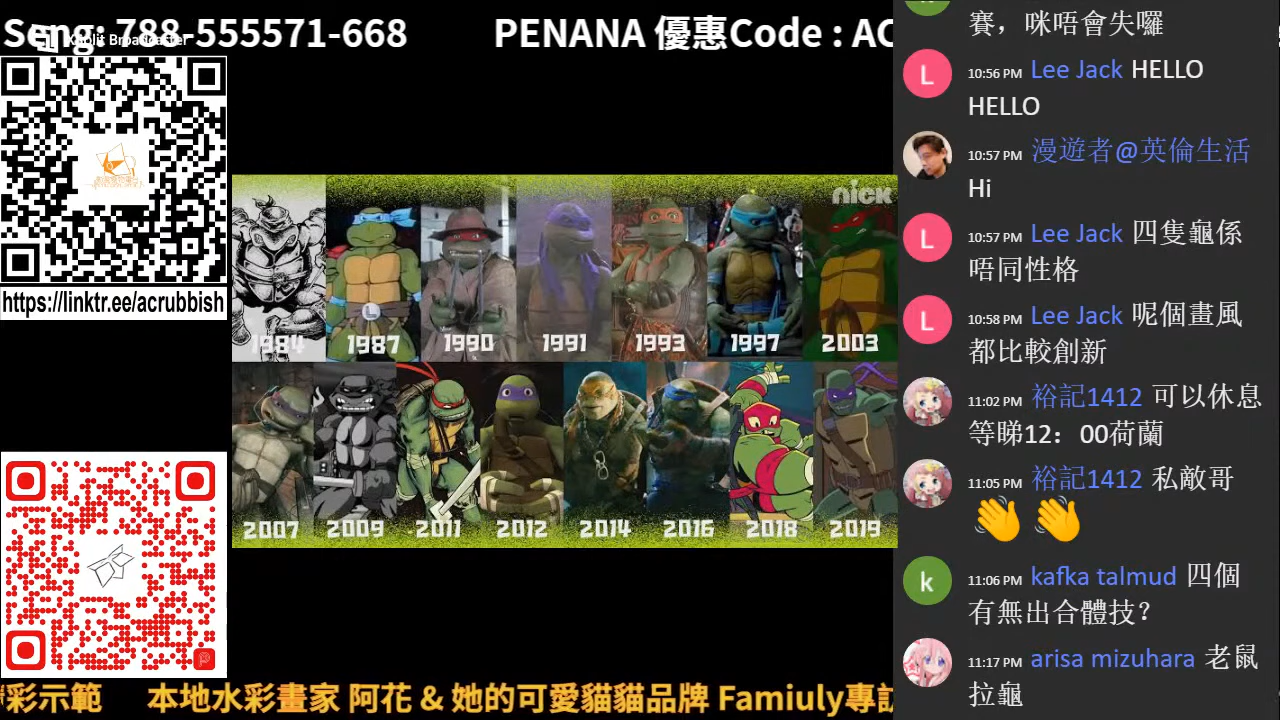 Seng: 788-555571-668 PENANA 優惠Code : AC
Xsplit Broadcaster
https://linktr.ee/acrubbish
nick
1984 1987 1990 1991 1993 1997 2003
2007 2009 2011 2012 2014 2016 2018 2019
彩示範 本地水彩畫家 阿花 & 她的可愛貓貓品牌 Famiuly專訪
賽，咪唔會失囉
10:56 PM Lee Jack HELLO
HELLO
10:57 PM 漫遊者@英倫生活
Hi
10:57 PM Lee Jack 四隻龜係
唔同性格
10:58 PM Lee Jack 呢個畫風
都比較創新
11:02 PM 裕記1412 可以休息
等睇12：00荷蘭
11:05 PM 裕記1412 私敵哥
11:06 PM kafka talmud 四個
有無出合體技?
11:17 PM arisa mizuhara 老鼠
拉龜